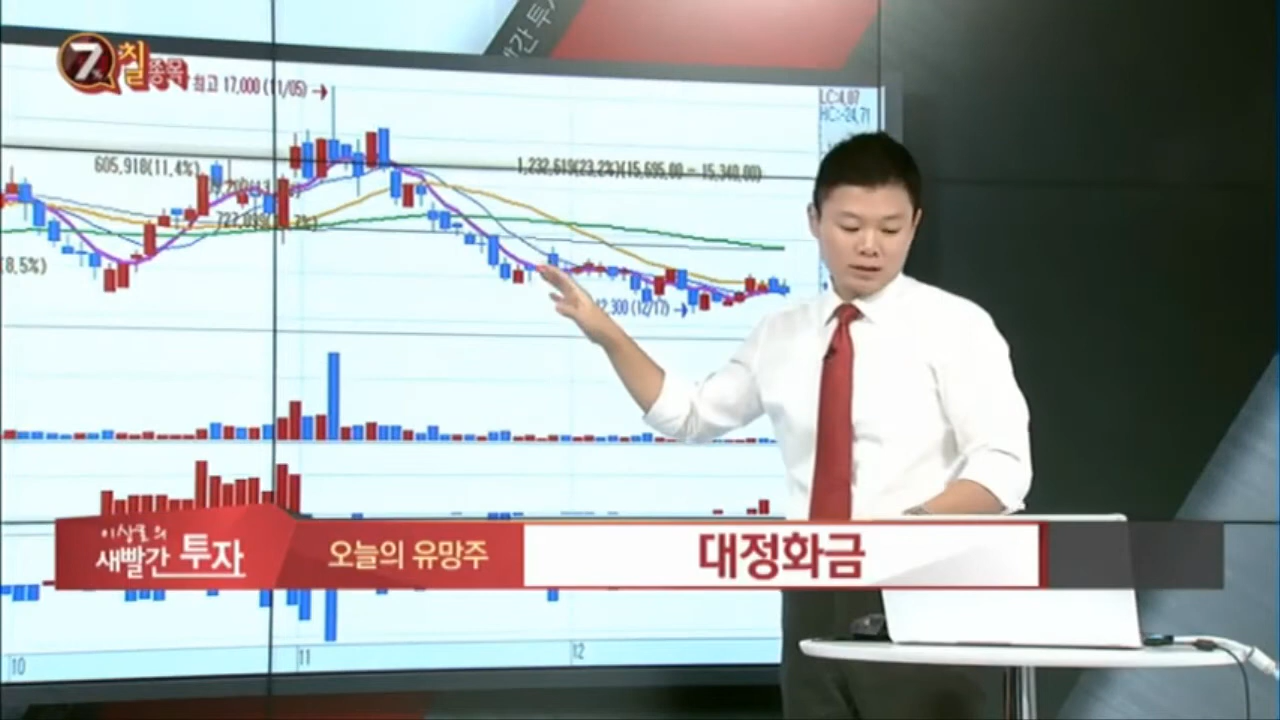 7%
칠
종목
간 투
최고 17,000 (11/05)
LC:4.07
HC:-24.71
605,918(11.4%)
1,232,619(23.2%)(15,595.00 ~ 15,340.00)
8.5%)
12,300 (12/17)
이상로의
새빨간 투자
오늘의 유망주
대정화금
10
11
12